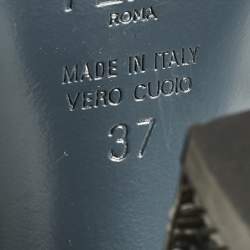 ROMA
MADE IN ITALY
VERO CUOIO
37